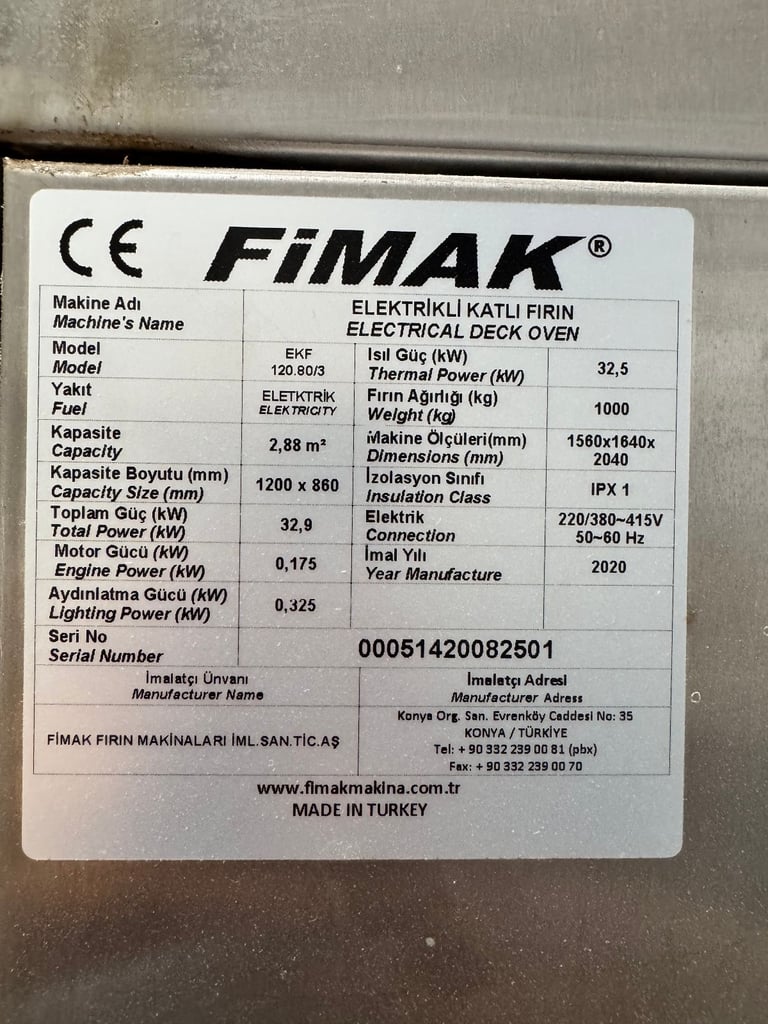 CE FiMAK®
Makine Adı
Machine's Name
ELEKTRİKLİ KATLI FIRIN
ELECTRICAL DECK OVEN
Model
Model
EKF
120.80/3
Isıl Güç (kW)
Thermal Power (kW)
32,5
Yakıt
Fuel
ELETKTRİK
ELEKTRICITY
Fırın Ağırlığı (kg)
Weight (kg)
1000
Kapasite
Capacity
2,88 m²
Makine Ölçüleri(mm)
Dimensions (mm)
1560x1640x
2040
Kapasite Boyutu (mm)
Capacity Size (mm)
1200 x 860
İzolasyon Sınıfı
Insulation Class
IPX 1
Toplam Güç (kW)
Total Power (kW)
32,9
Elektrik
Connection
220/380~415V
50~60 Hz
Motor Gücü (kW)
Engine Power (kW)
0,175
İmal Yılı
Year Manufacture
2020
Aydınlatma Gücü (kW)
Lighting Power (kW)
0,325
Seri No
Serial Number
00051420082501
İmalatçı Ünvanı
Manufacturer Name
İmalatçı Adresi
Manufacturer Adress
FİMAK FIRIN MAKİNALARI İML.SAN.TİC.AŞ
Konya Org. San. Evrenköy Caddesi No: 35
KONYA / TÜRKİYE
Tel: + 90 332 239 00 81 (pbx)
Fax: + 90 332 239 00 70
www.fimakmakina.com.tr
MADE IN TURKEY